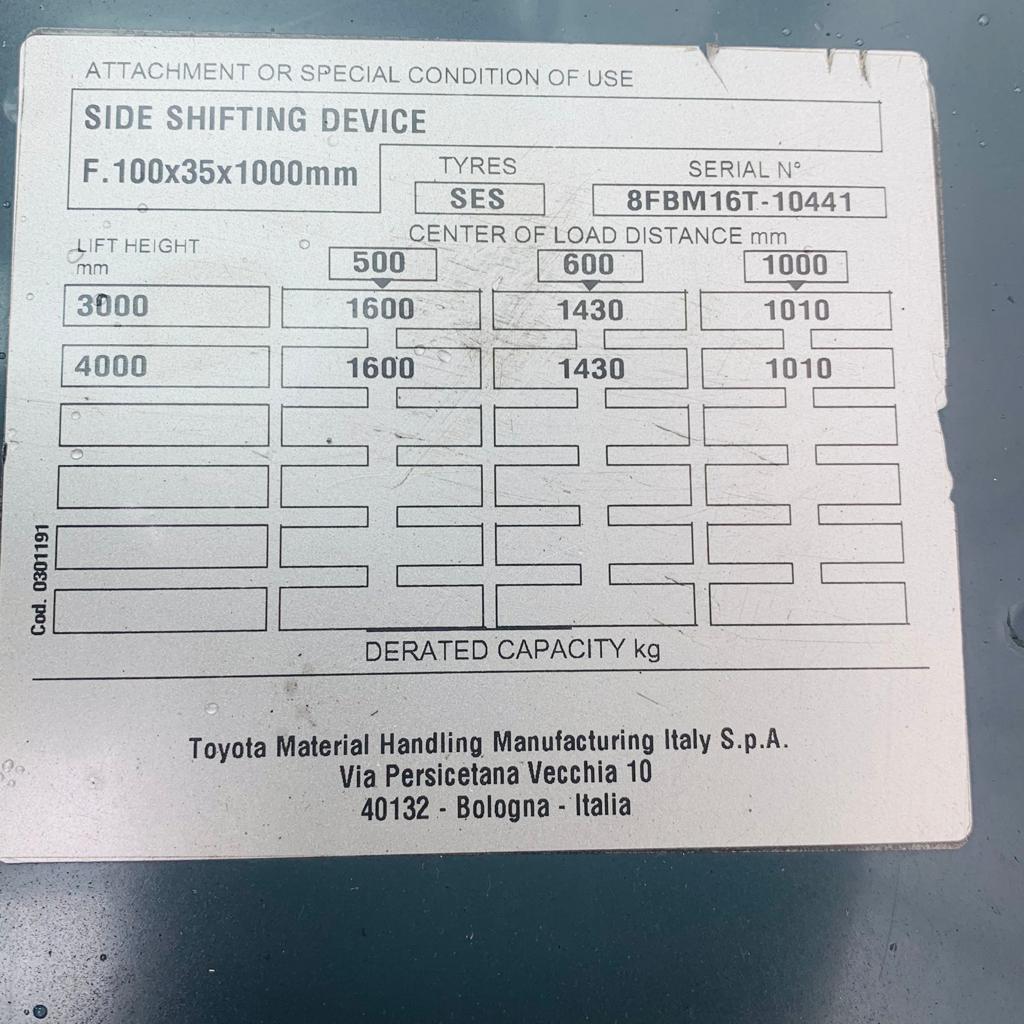 ATTACHMENT OR SPECIAL CONDITION OF USE
SIDE SHIFTING DEVICE
F.100x35x1000mm
TYRES SERIAL N°
SES 8FBM16T-10441
CENTER OF LOAD DISTANCE mm
LIFT HEIGHT
mm
500 600 1000
3000 1600 1430 1010
4000 1600 1430 1010
Cod. 0301191
DERATED CAPACITY kg
Toyota Material Handling Manufacturing Italy S.p.A.
Via Persicetana Vecchia 10
40132 - Bologna - Italia